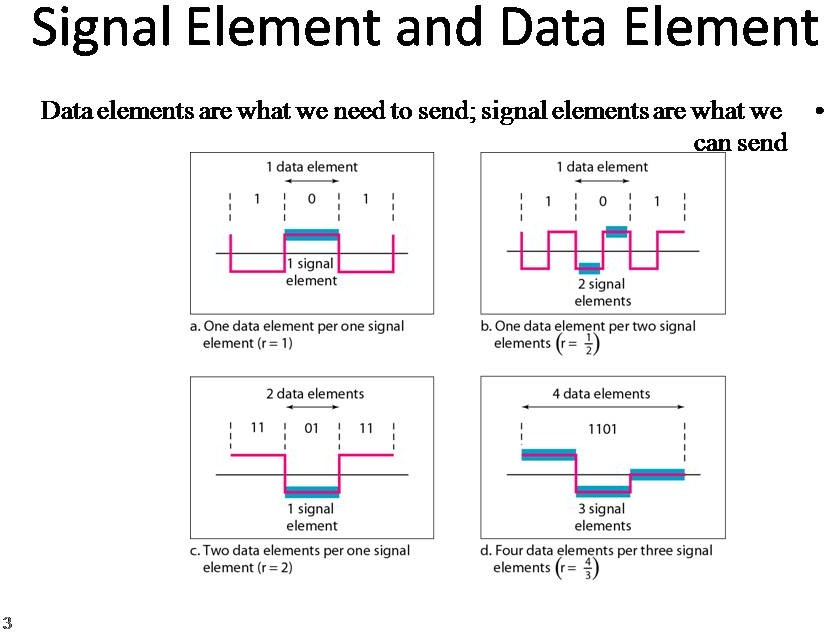 Signal Element and Data Element
Data elements are what we need to send; signal elements are what we •
can send
1 data element
1 0 1
1 signal
element
a. One data element per one signal
element (r = 1)
1 data element
1 0 1
2 signal
elements
b. One data element per two signal
elements (r = 1/2)
2 data elements
11 01 11
1 signal
element
c. Two data elements per one signal
element (r = 2)
4 data elements
1101
3 signal
elements
d. Four data elements per three signal
elements (r = 4/3)
3